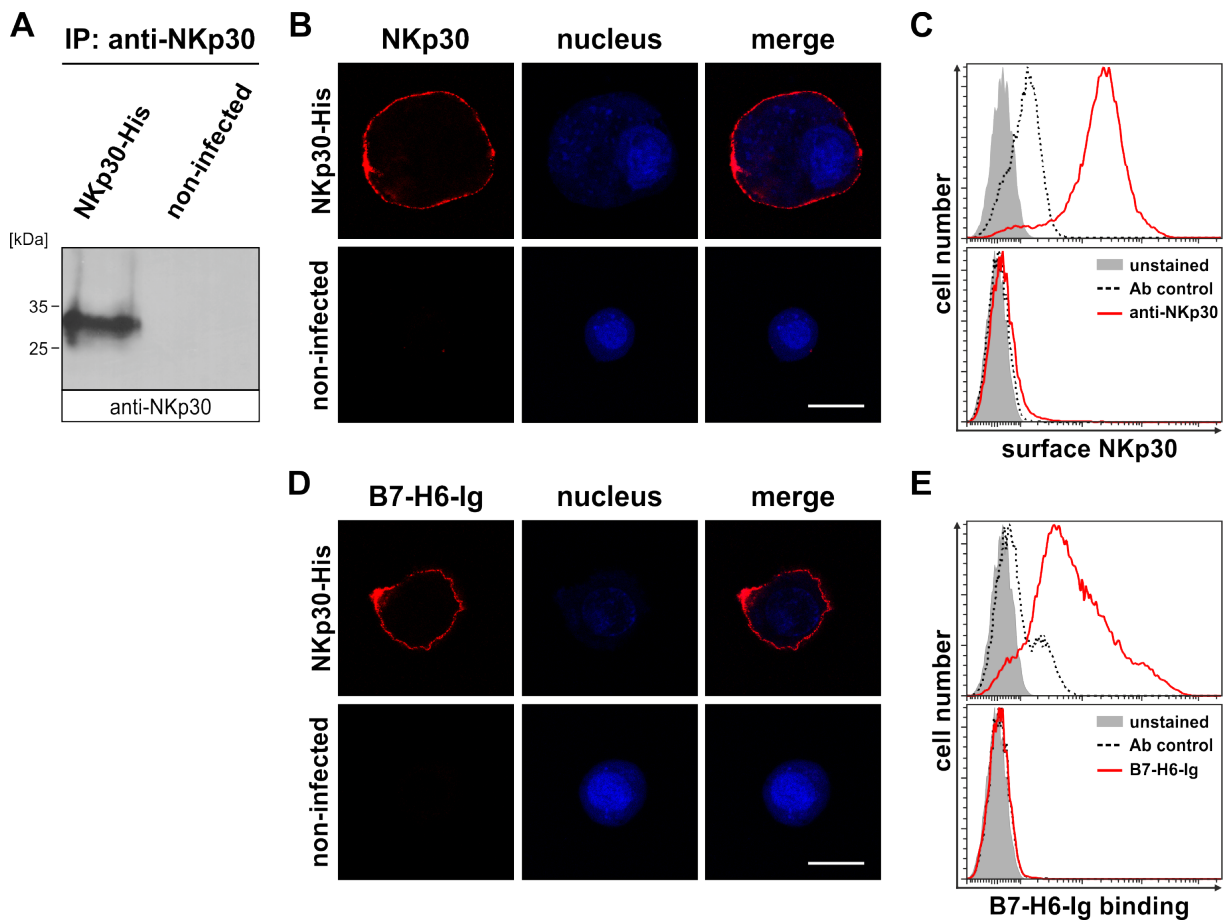 A
IP: anti-NKp30
NKp30-His
non-infected
[kDa]
35
25
anti-NKp30
B
NKp30
nucleus
merge
NKp30-His
non-infected
C
cell number
unstained
Ab control
anti-NKp30
surface NKp30
D
B7-H6-Ig
nucleus
merge
NKp30-His
non-infected
E
cell number
unstained
Ab control
B7-H6-Ig
B7-H6-Ig binding